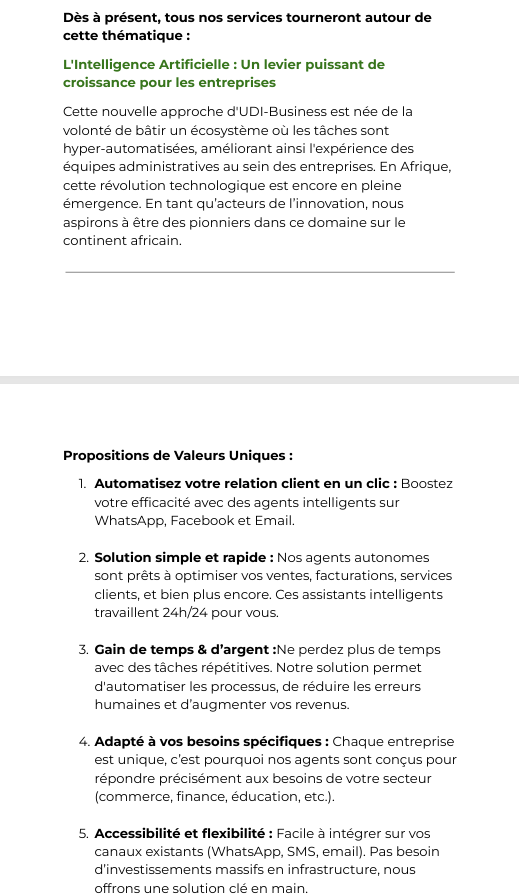 Dès à présent, tous nos services tourneront autour de
cette thématique :
L'Intelligence Artificielle : Un levier puissant de
croissance pour les entreprises
Cette nouvelle approche d'UDI-Business est née de la
volonté de bâtir un écosystème où les tâches sont
hyper-automatisées, améliorant ainsi l'expérience des
équipes administratives au sein des entreprises. En Afrique,
cette révolution technologique est encore en pleine
émergence. En tant qu’acteurs de l’innovation, nous
aspirons à être des pionniers dans ce domaine sur le
continent africain.
Propositions de Valeurs Uniques :
1. Automatisez votre relation client en un clic : Boostez
votre efficacité avec des agents intelligents sur
WhatsApp, Facebook et Email.
2. Solution simple et rapide : Nos agents autonomes
sont prêts à optimiser vos ventes, facturations, services
clients, et bien plus encore. Ces assistants intelligents
travaillent 24h/24 pour vous.
3. Gain de temps & d’argent :Ne perdez plus de temps
avec des tâches répétitives. Notre solution permet
d'automatiser les processus, de réduire les erreurs
humaines et d’augmenter vos revenus.
4. Adapté à vos besoins spécifiques : Chaque entreprise
est unique, c’est pourquoi nos agents sont conçus pour
répondre précisément aux besoins de votre secteur
(commerce, finance, éducation, etc.).
5. Accessibilité et flexibilité : Facile à intégrer sur vos
canaux existants (WhatsApp, SMS, email). Pas besoin
d’investissements massifs en infrastructure, nous
offrons une solution clé en main.